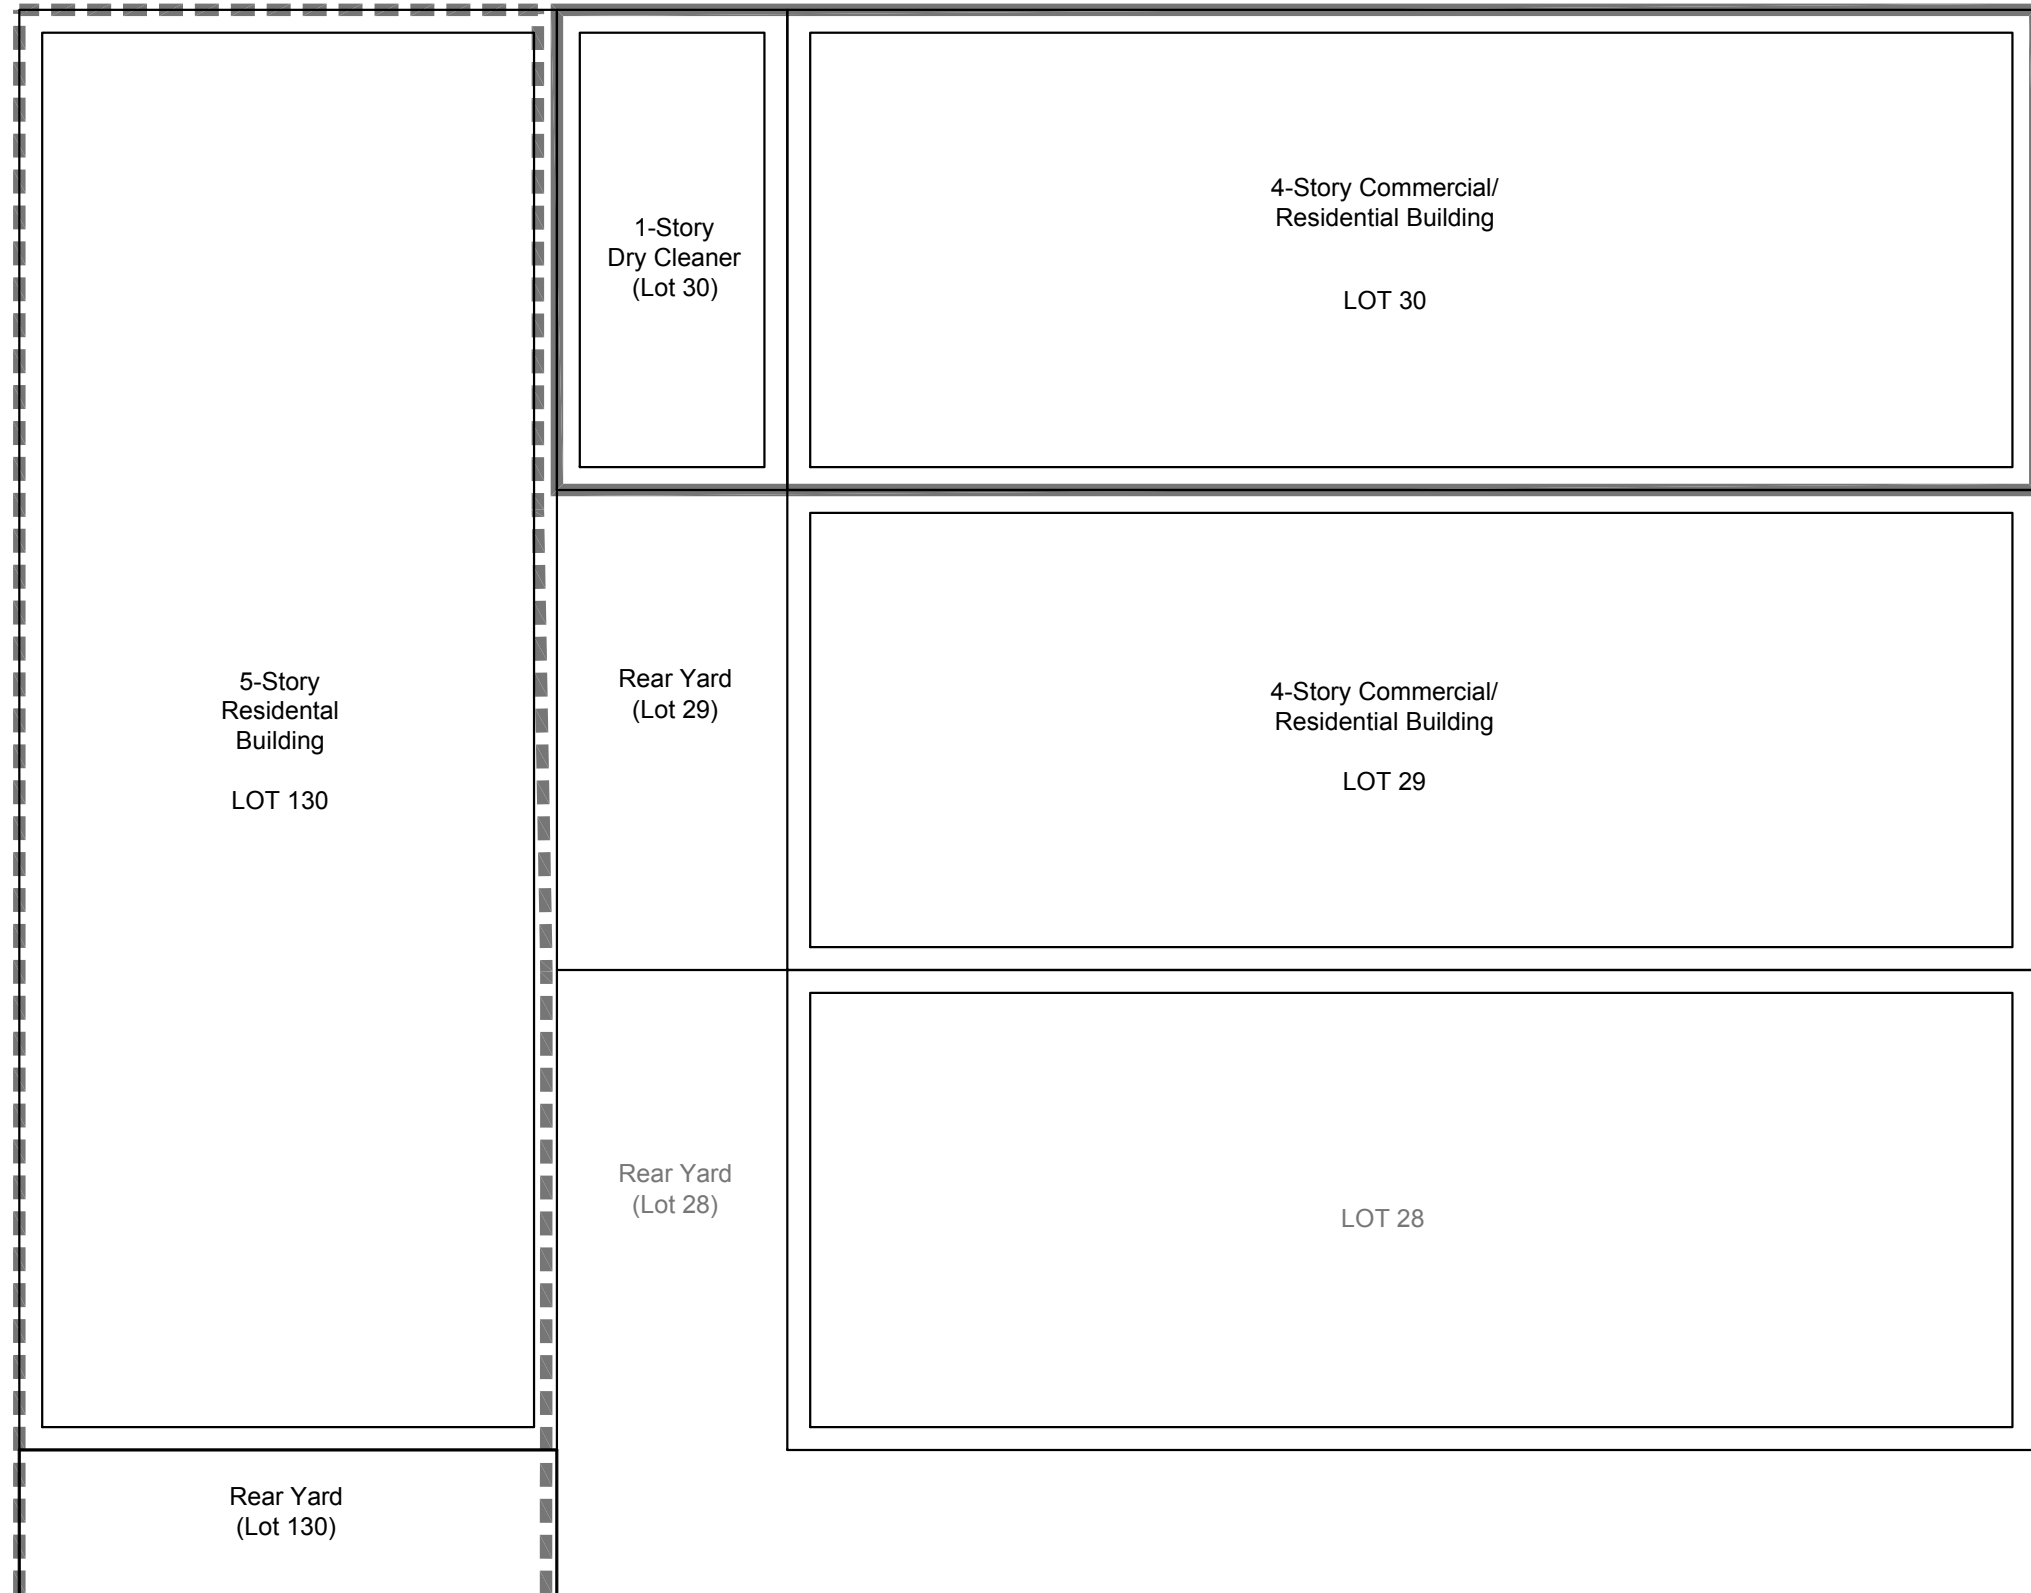 1-Story
Dry Cleaner
(Lot 30)
4-Story Commercial/
Residential Building
LOT 30
5-Story
Residental
Building
LOT 130
Rear Yard
(Lot 29)
4-Story Commercial/
Residential Building
LOT 29
Rear Yard
(Lot 28)
LOT 28
Rear Yard
(Lot 130)